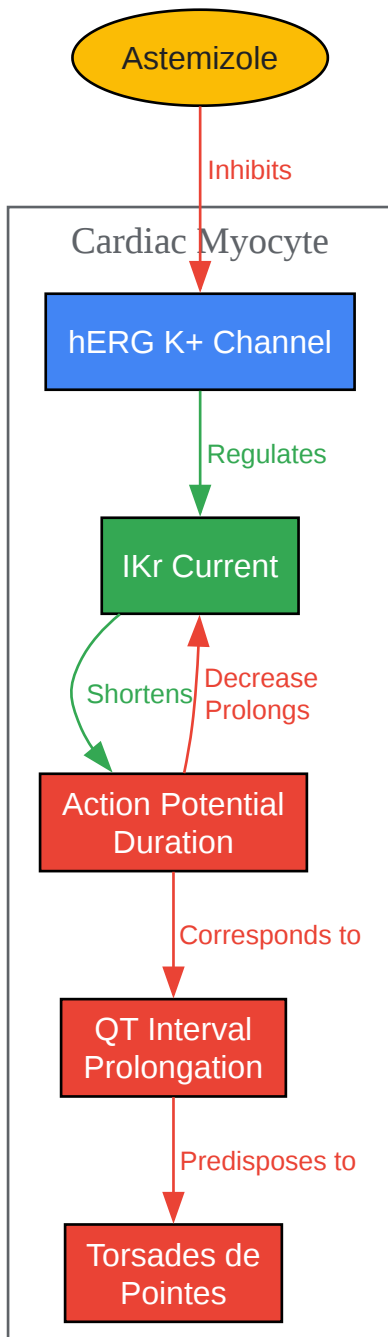 Astemizole
Inhibits
Cardiac Myocyte
hERG K+ Channel
Regulates
IKr Current
Shortens
Decrease
Prolongs
Action Potential
Duration
Corresponds to
QT Interval
Prolongation
Predisposes to
Torsades de
Pointes